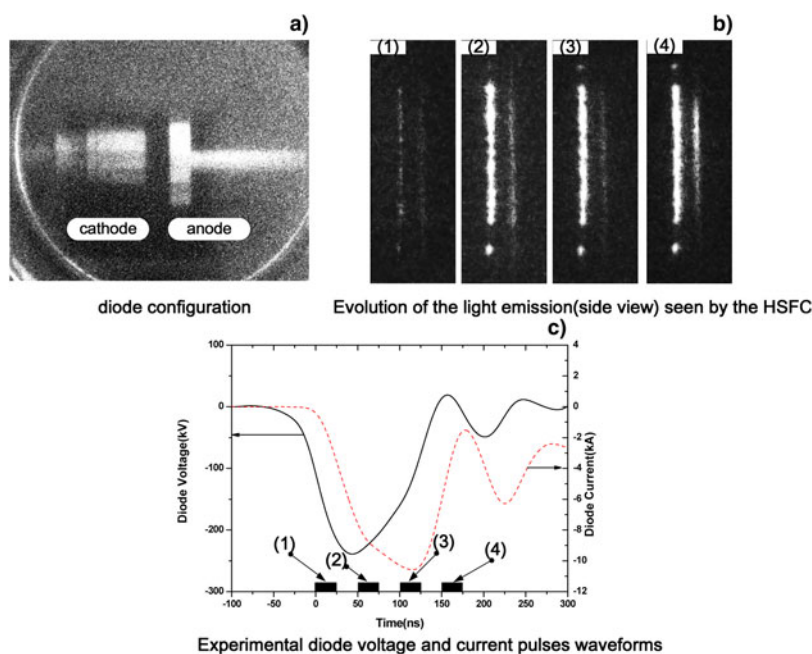 a)
cathode
anode
diode configuration
b)
(1)
(2)
(3)
(4)
Evolution of the light emission(side view) seen by the HSFC
c)
100
0
-100
-200
-300
Diode Voltage(kV)
4
2
0
-2
-4
-6
-8
-10
-12
Diode Current(kA)
(1)
(2)
(3)
(4)
-100
-50
0
50
100
150
200
250
300
Time(ns)
Experimental diode voltage and current pulses waveforms